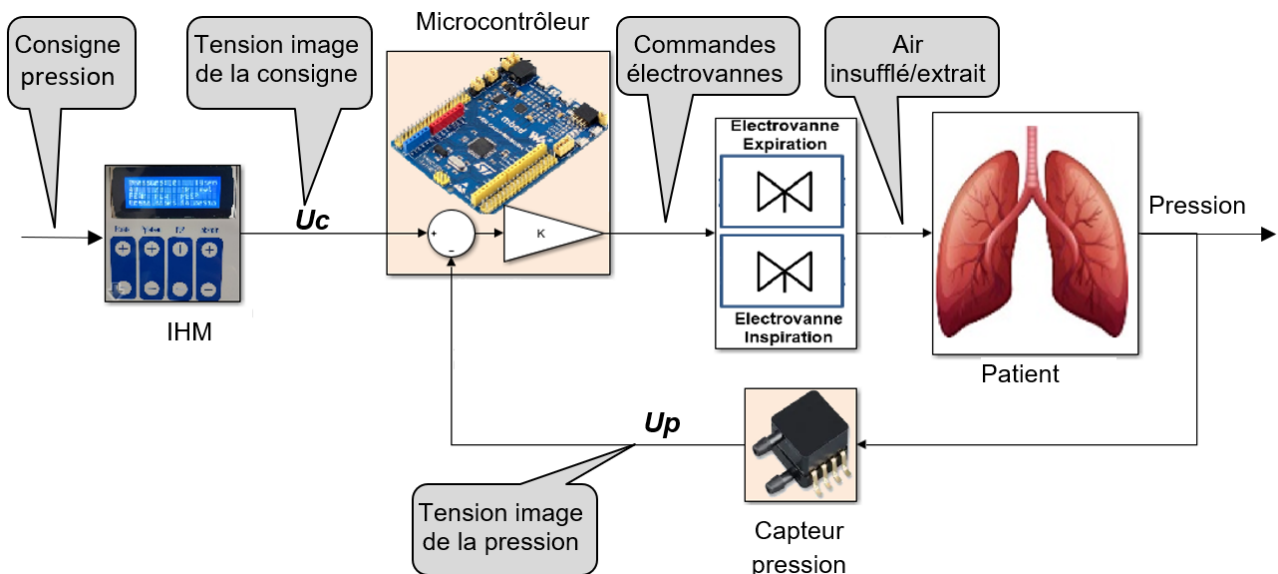 Microcontrôleur
Consigne
pression
Tension image
de la consigne
Commandes
électrovannes
Air
insufflé/extrait
Electrovanne
Expiration
Pression
Uc
+
-
K
IHM
Electrovanne
Inspiration
Patient
Up
Tension image
de la pression
Capteur
pression